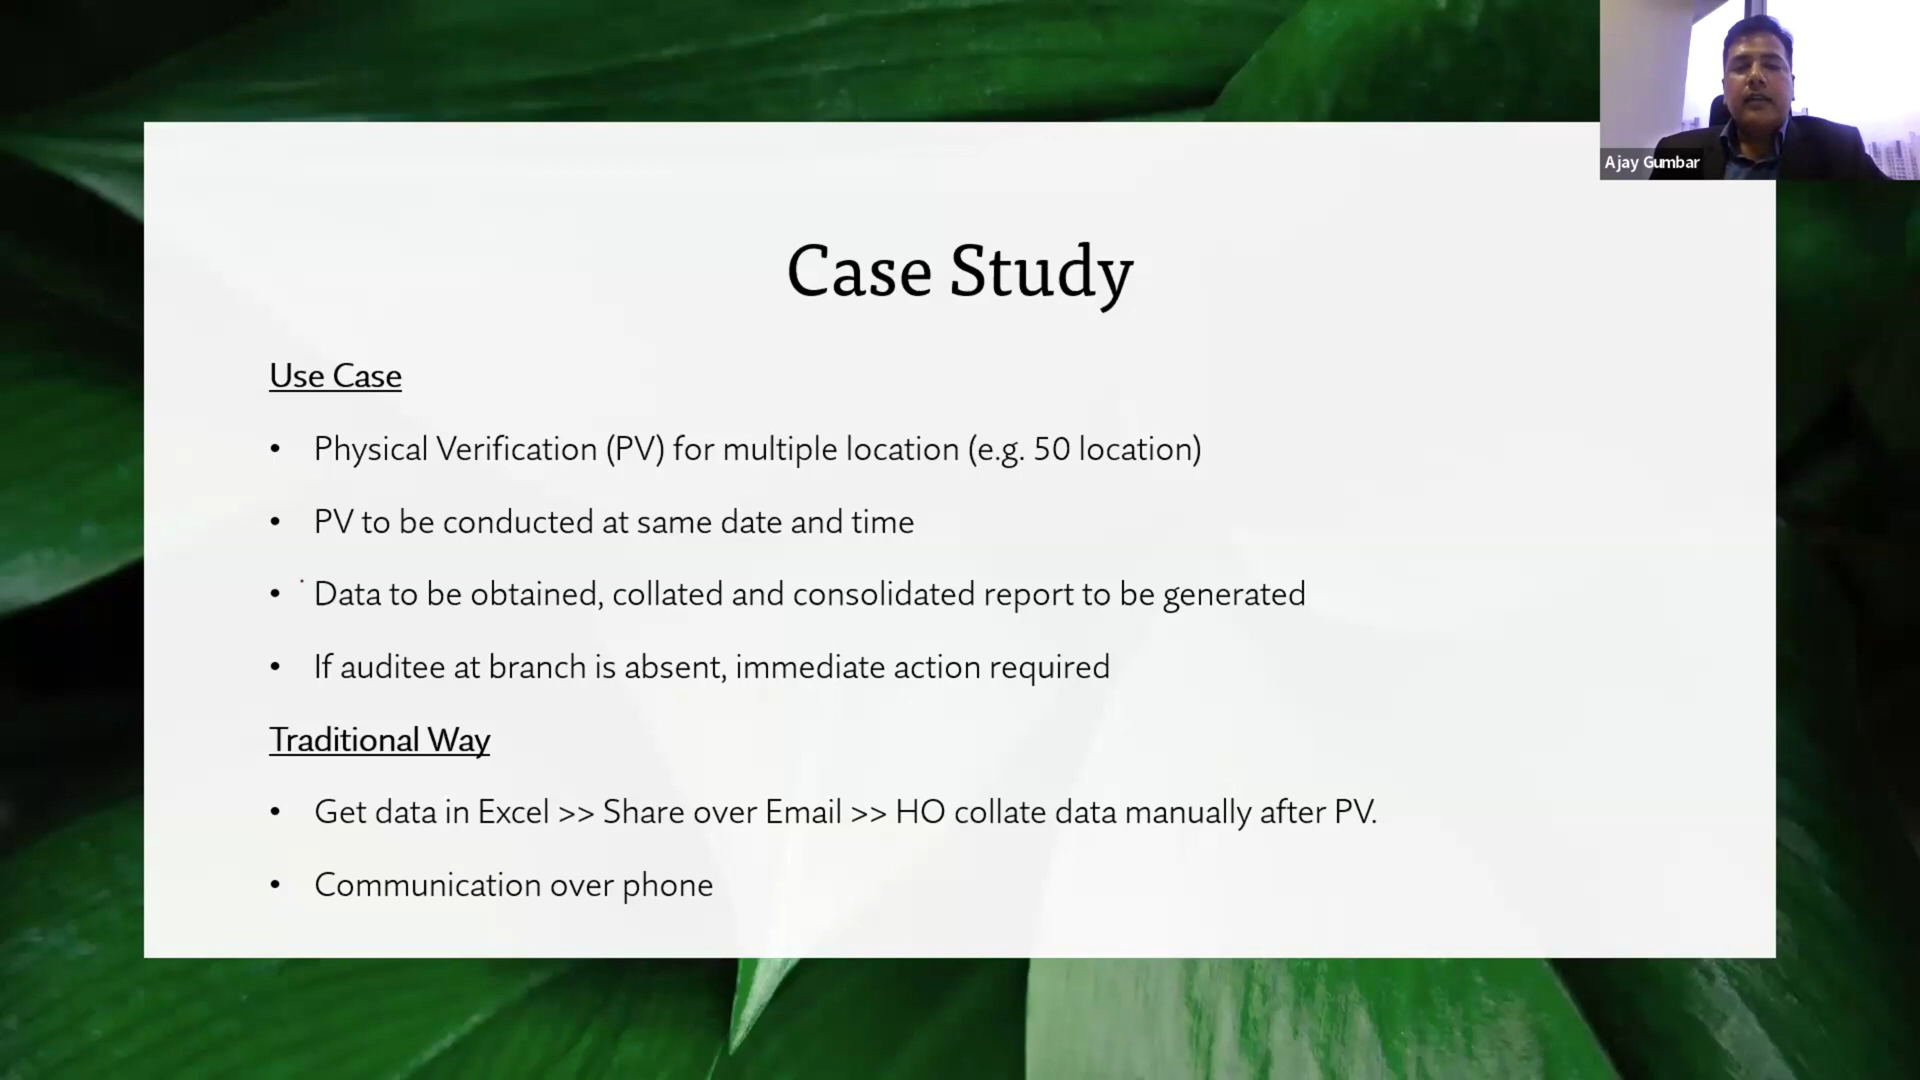 Ajay Gumbar
Case Study
Use Case
• Physical Verification (PV) for multiple location (e.g. 50 location)
• PV to be conducted at same date and time
• Data to be obtained, collated and consolidated report to be generated
• If auditee at branch is absent, immediate action required
Traditional Way
• Get data in Excel >> Share over Email >> HO collate data manually after PV.
• Communication over phone